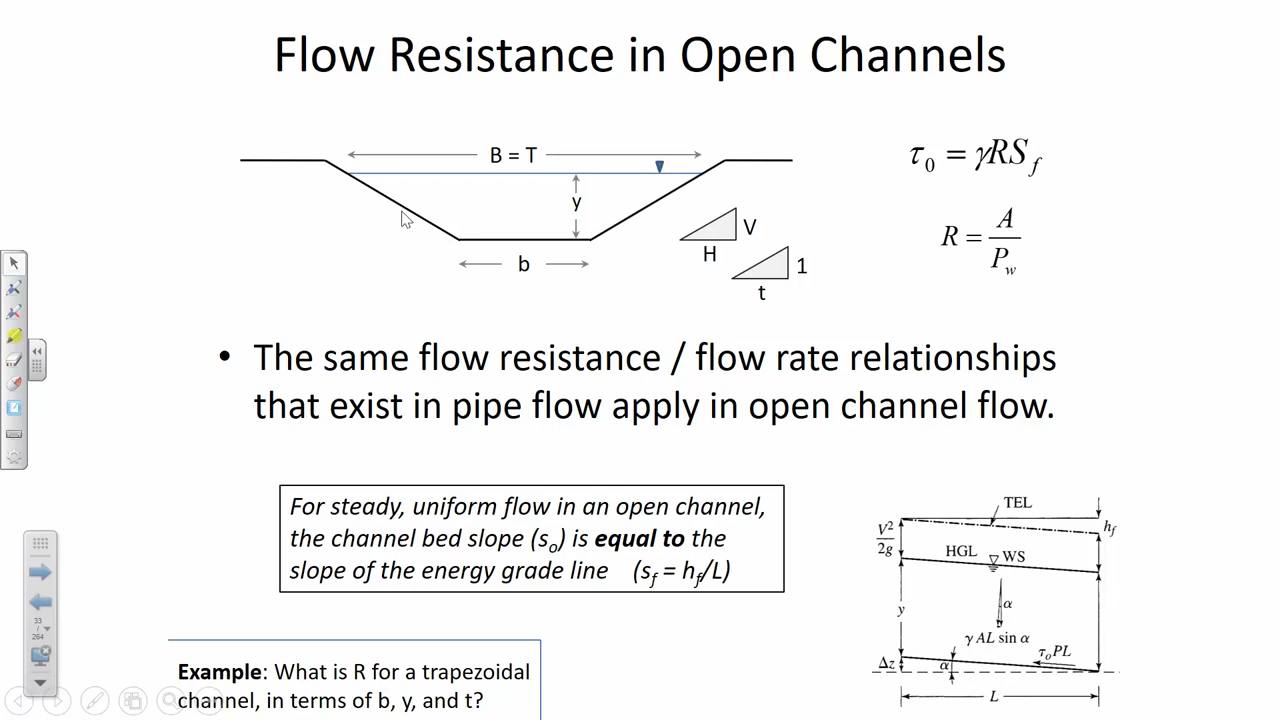 Flow Resistance in Open Channels
B = T
y
b
V
H
1
t
τ₀ = γRS_f
R = A / P_w
• The same flow resistance / flow rate relationships
that exist in pipe flow apply in open channel flow.
For steady, uniform flow in an open channel,
the channel bed slope (s₀) is equal to the
slope of the energy grade line (s_f = h_f/L)
TEL
V²/2g
h_f
HGL
WS
α
y
γ AL sin α
τ₀PL
Δz
α
L
33
/
264
Example: What is R for a trapezoidal
channel, in terms of b, y, and t?